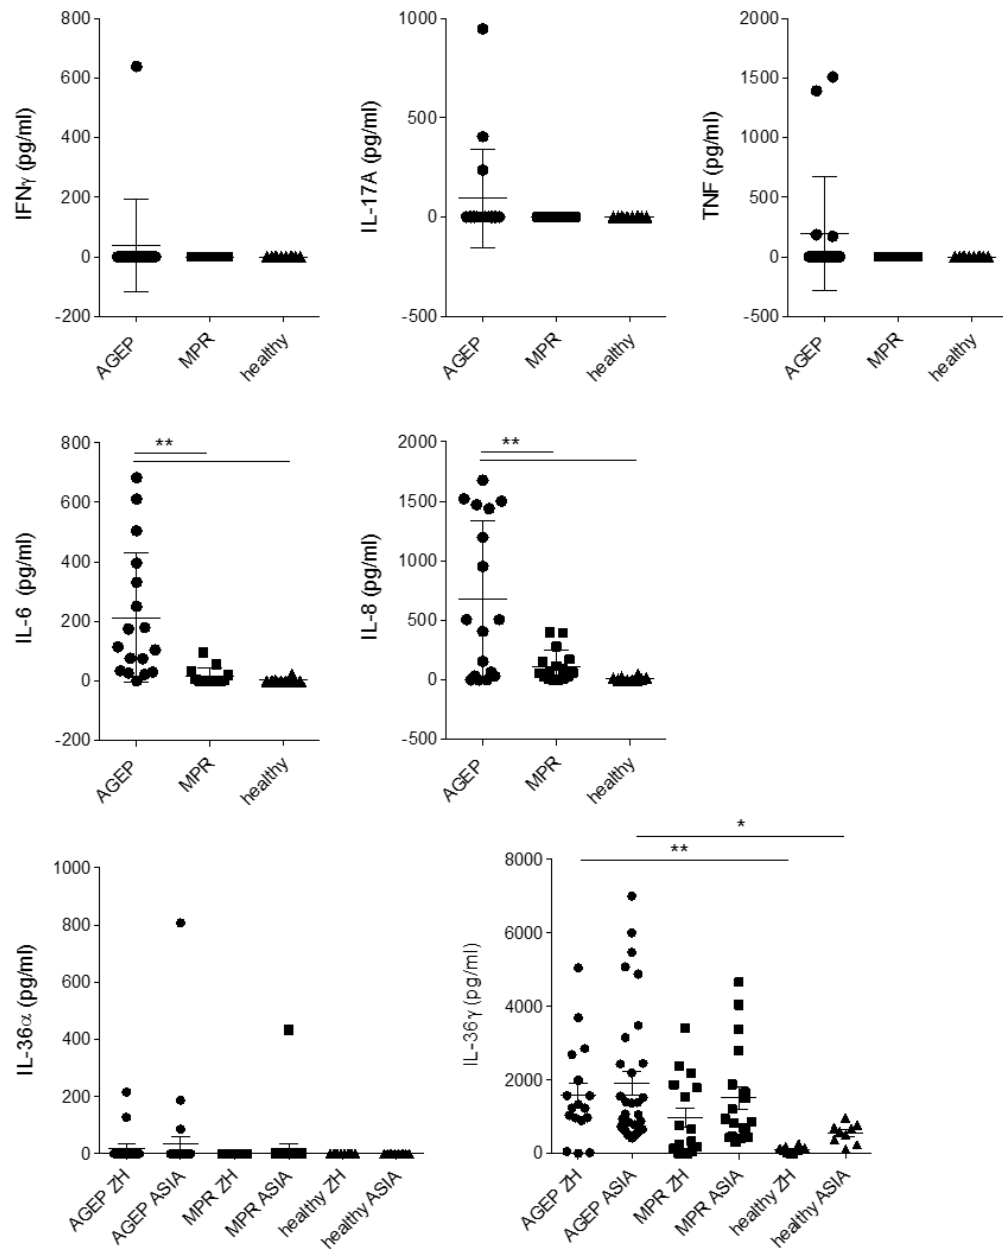 IFNγ (pg/ml)
800
600
400
200
0
-200
AGEP
MPR
healthy
IL-17A (pg/ml)
1000
500
0
-500
AGEP
MPR
healthy
TNF (pg/ml)
2000
1500
1000
500
0
-500
AGEP
MPR
healthy
IL-6 (pg/ml)
800
600
400
200
0
-200
**
AGEP
MPR
healthy
IL-8 (pg/ml)
2000
1500
1000
500
0
-500
**
AGEP
MPR
healthy
IL-36α (pg/ml)
1000
800
600
400
200
0
AGEP ZH
AGEP ASIA
MPR ZH
MPR ASIA
healthy ZH
healthy ASIA
IL-36γ (pg/ml)
8000
6000
4000
2000
0
*
**
AGEP ZH
AGEP ASIA
MPR ZH
MPR ASIA
healthy ZH
healthy ASIA